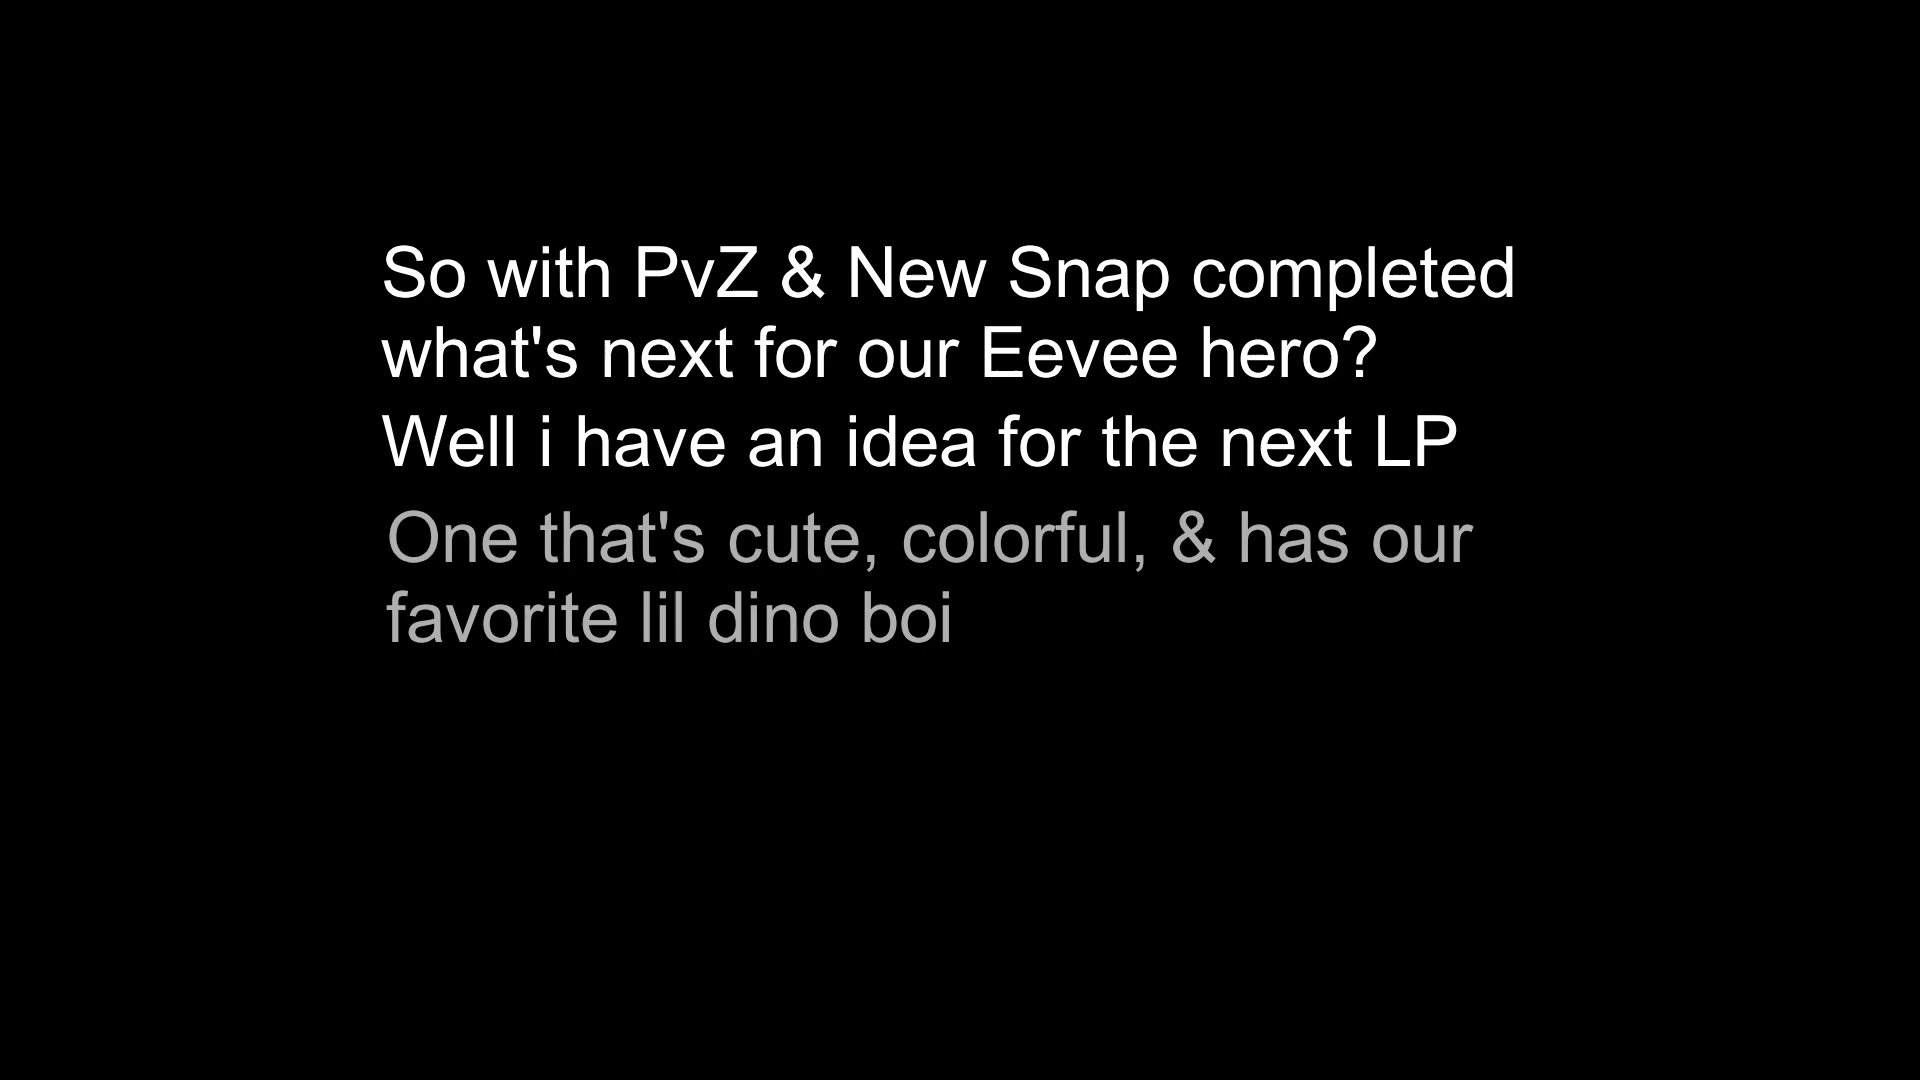 So with PvZ & New Snap completed
what's next for our Eevee hero?
Well i have an idea for the next LP
One that's cute, colorful, & has our
favorite lil dino boi